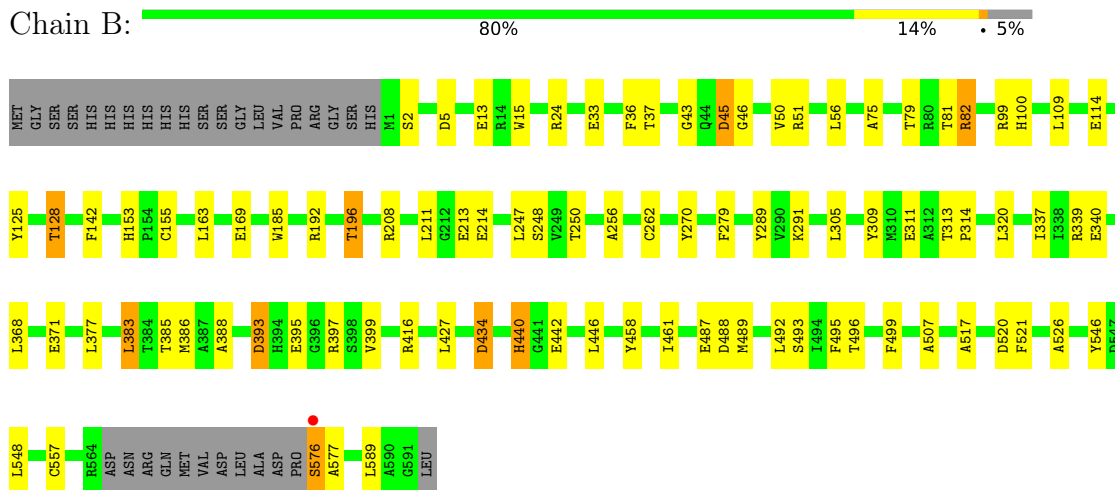 Chain B:
80% 14% • 5%
MET GLY SER SER HIS HIS HIS HIS HIS HIS SER SER GLY LEU VAL PRO ARG GLY SER HIS M1 S2 D5 E13 R14 W15 R24 E33 F36 T37 G43 Q44 D45 G46 V50 R51 L56 A75 T79 R80 T81 R82 R99 H100 L109 E114
Y125 T128 F142 H153 P154 C155 L163 E169 W185 R192 T196 R208 L211 G212 E213 E214 L247 S248 V249 T250 A256 C262 Y270 F279 Y289 V290 K291 L305 Y309 M310 E311 A312 T313 P314 L320 I337 I338 R339 E340
L368 E371 L377 L383 T384 T385 M386 A387 A388 D393 H394 E395 G396 R397 S398 V399 R416 L427 D434 H440 G441 E442 L446 Y458 I461 E487 D488 M489 L492 S493 I494 F495 T496 F499 A507 A517 D520 F521 A526 Y546 D547
L548 C557 R564 ASP ASN ARG GLN MET VAL ASP LEU ALA ASP PRO S576 A577 L589 A590 G591 LEU